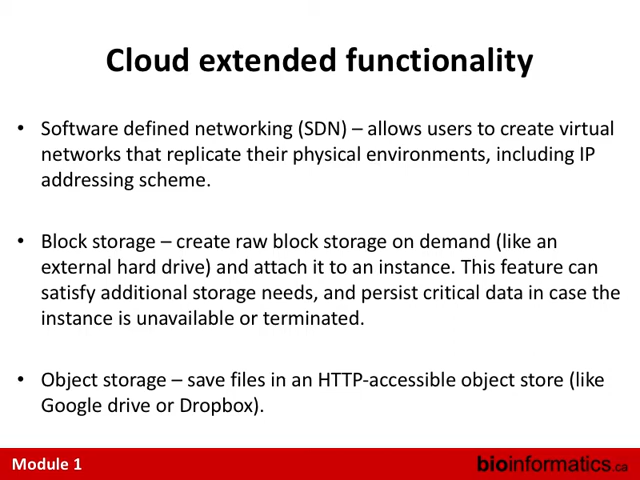 Cloud extended functionality
• Software defined networking (SDN) – allows users to create virtual
networks that replicate their physical environments, including IP
addressing scheme.
• Block storage – create raw block storage on demand (like an
external hard drive) and attach it to an instance. This feature can
satisfy additional storage needs, and persist critical data in case the
instance is unavailable or terminated.
• Object storage – save files in an HTTP-accessible object store (like
Google drive or Dropbox).
Module 1
bioinformatics.ca